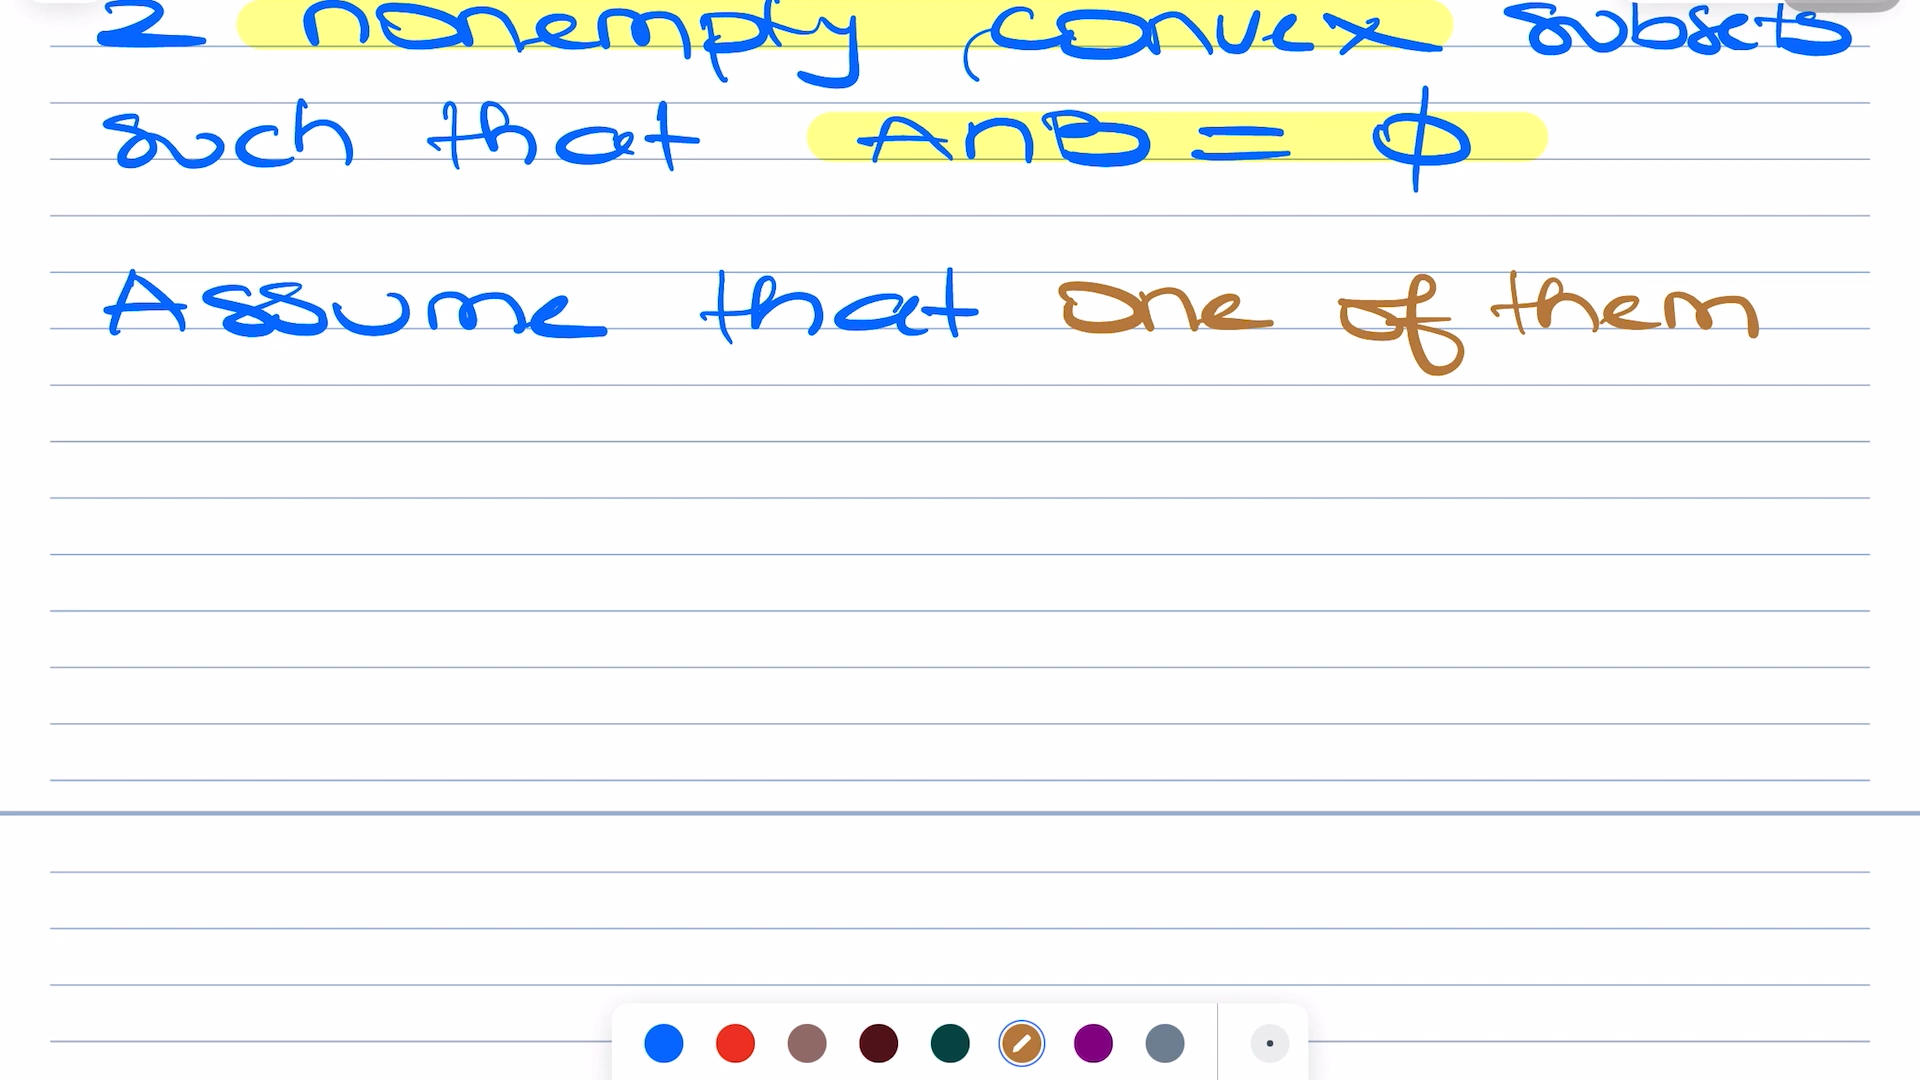 2 nonempty, convex subsets
such that A∩B = ϕ
Assume that one of them